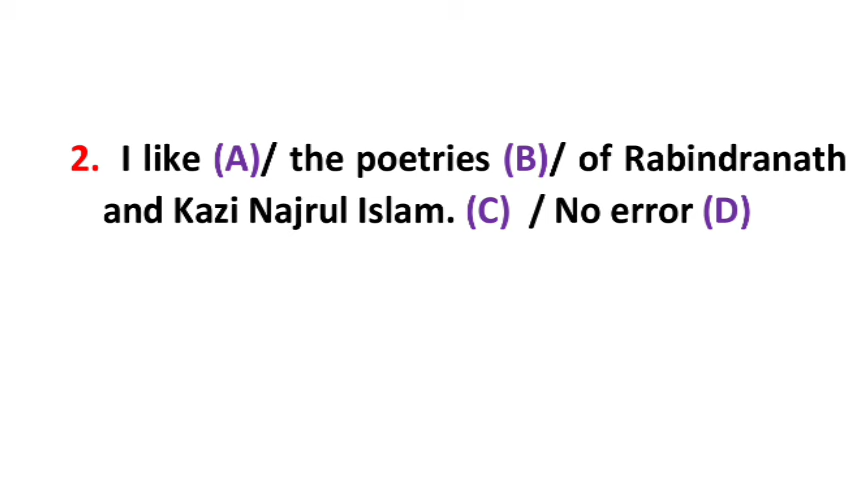 2. I like (A)/ the poetries (B)/ of Rabindranath
and Kazi Najrul Islam. (C) / No error (D)